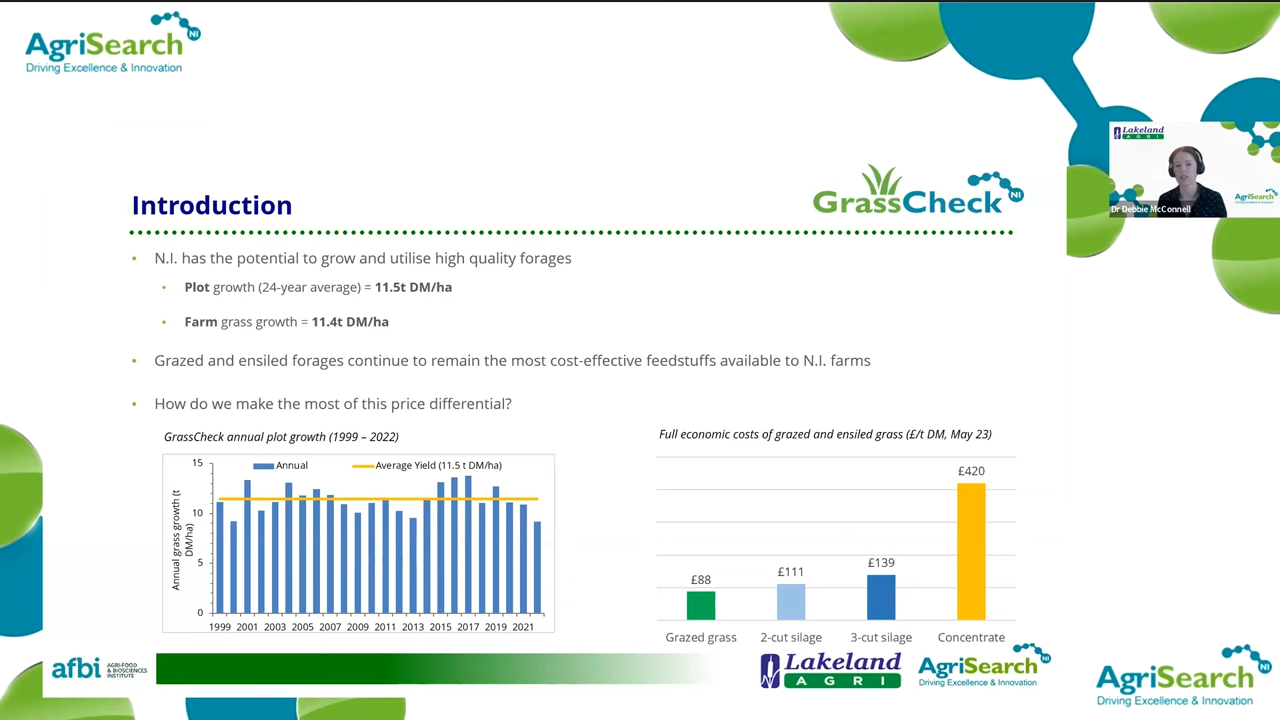 AgriSearch NI
Driving Excellence & Innovation
Lakeland
AGRI
AgriSearch
Dr Debbie McConnell
GrassCheck NI
Introduction
• N.I. has the potential to grow and utilise high quality forages
• Plot growth (24-year average) = 11.5t DM/ha
• Farm grass growth = 11.4t DM/ha
• Grazed and ensiled forages continue to remain the most cost-effective feedstuffs available to N.I. farms
• How do we make the most of this price differential?
GrassCheck annual plot growth (1999 – 2022)
Annual
Average Yield (11.5 t DM/ha)
Annual grass growth (t
DM/ha)
15
10
5
0
1999 2001 2003 2005 2007 2009 2011 2013 2015 2017 2019 2021
Full economic costs of grazed and ensiled grass (£/t DM, May 23)
£88
£111
£139
£420
Grazed grass 2-cut silage 3-cut silage Concentrate
afbi
AGRI-FOOD
& BIOSCIENCES
INSTITUTE
Lakeland
AGRI
AgriSearch NI
Driving Excellence & Innovation
AgriSearch NI
Driving Excellence & Innovation